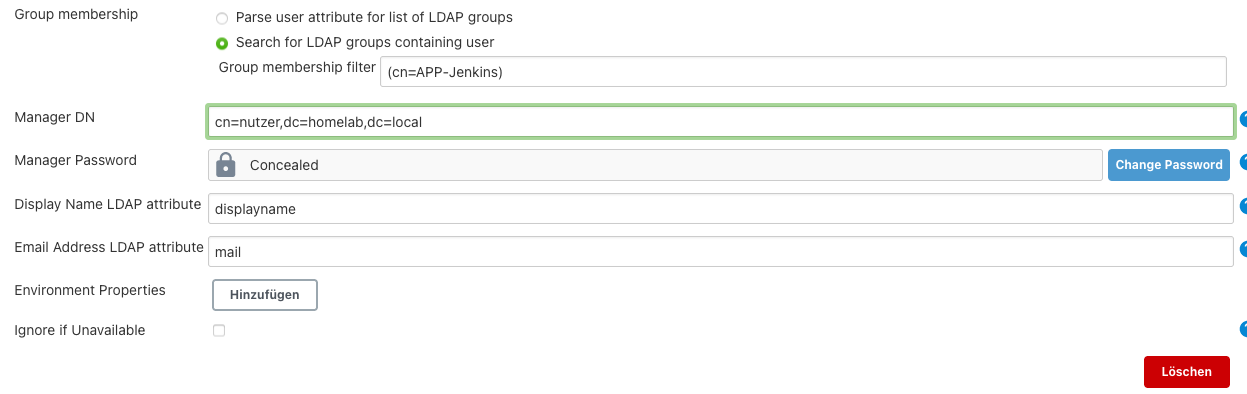 Group membership
Parse user attribute for list of LDAP groups
Search for LDAP groups containing user
Group membership filter (cn=APP-Jenkins)
Manager DN cn=nutzer,dc=homelab,dc=local
Manager Password Concealed Change Password
Display Name LDAP attribute displayname
Email Address LDAP attribute mail
Environment Properties Hinzufügen
Ignore if Unavailable
Löschen